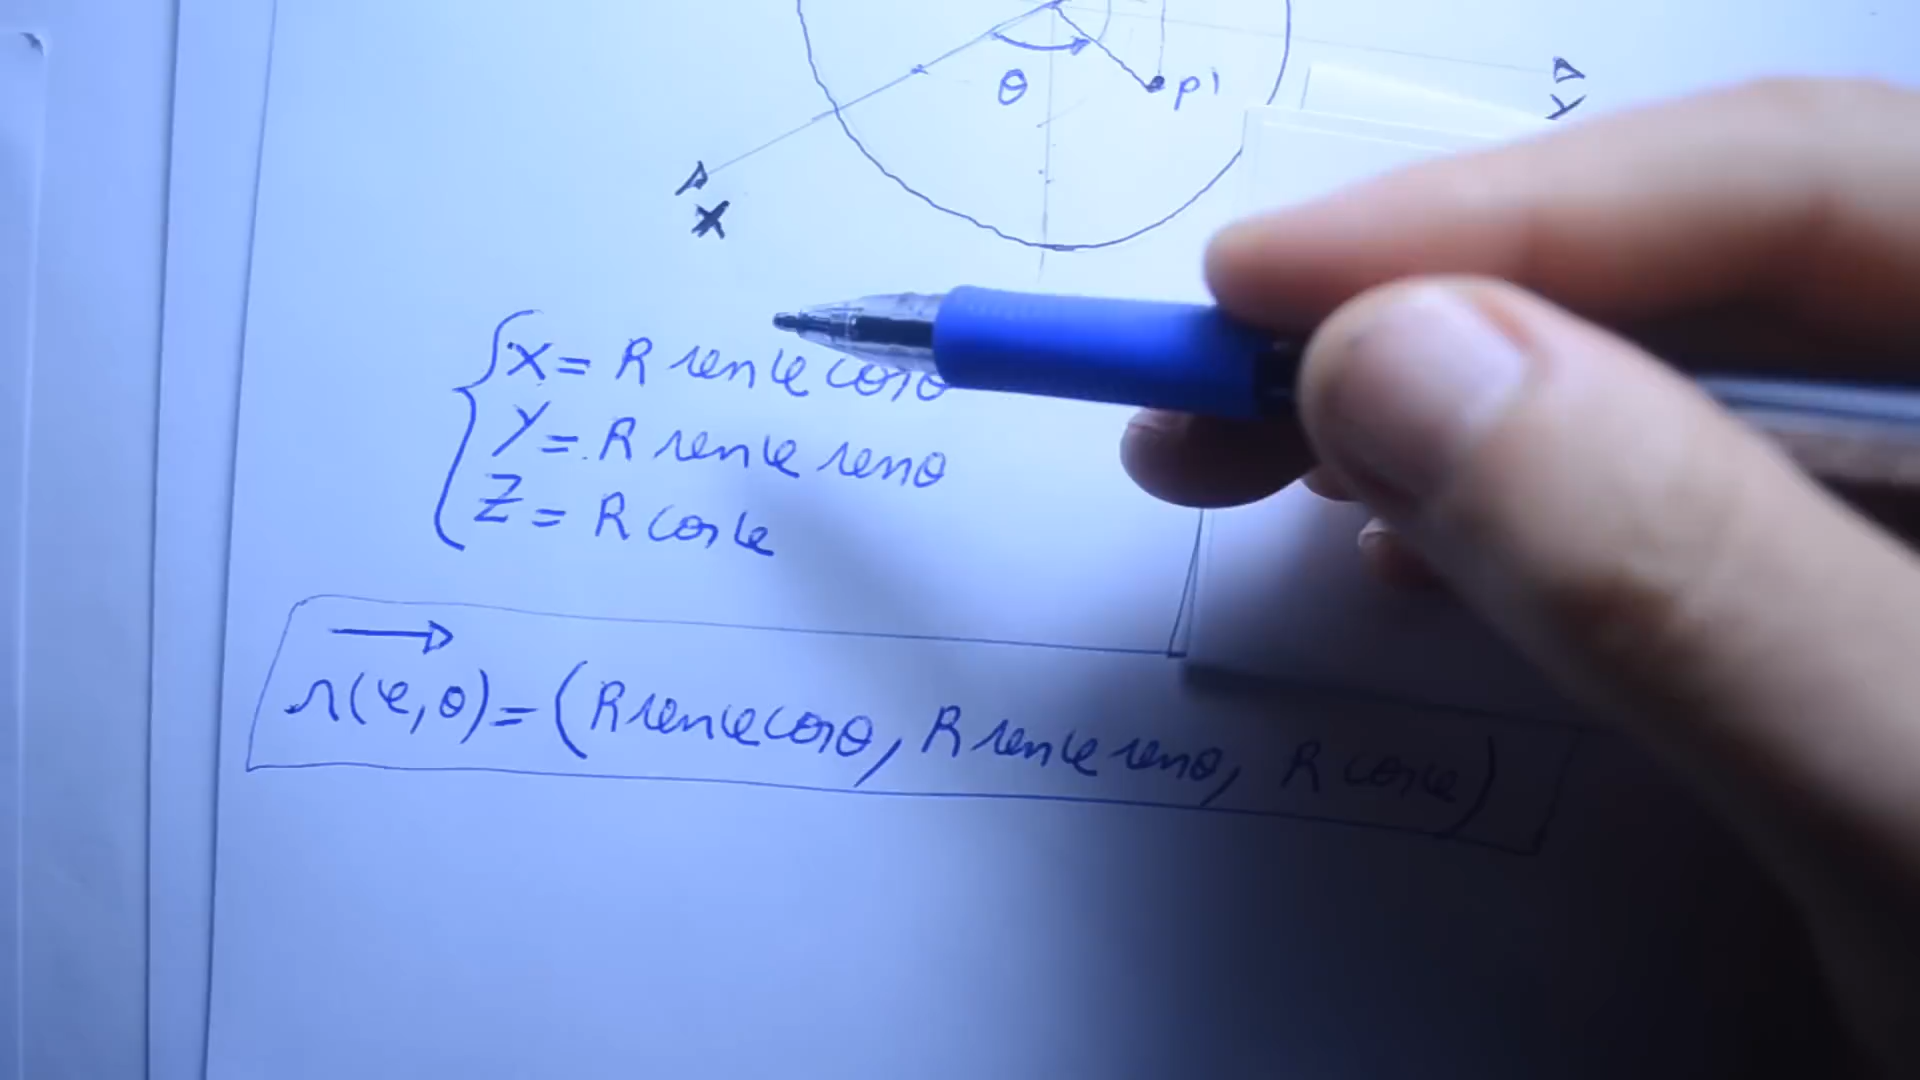 θ
p'
y
x
x = R sen φ cos θ
y = R sen φ sen θ
z = R cos φ
r(φ, θ) = (R sen φ cos θ, R sen φ sen θ, R cos φ)